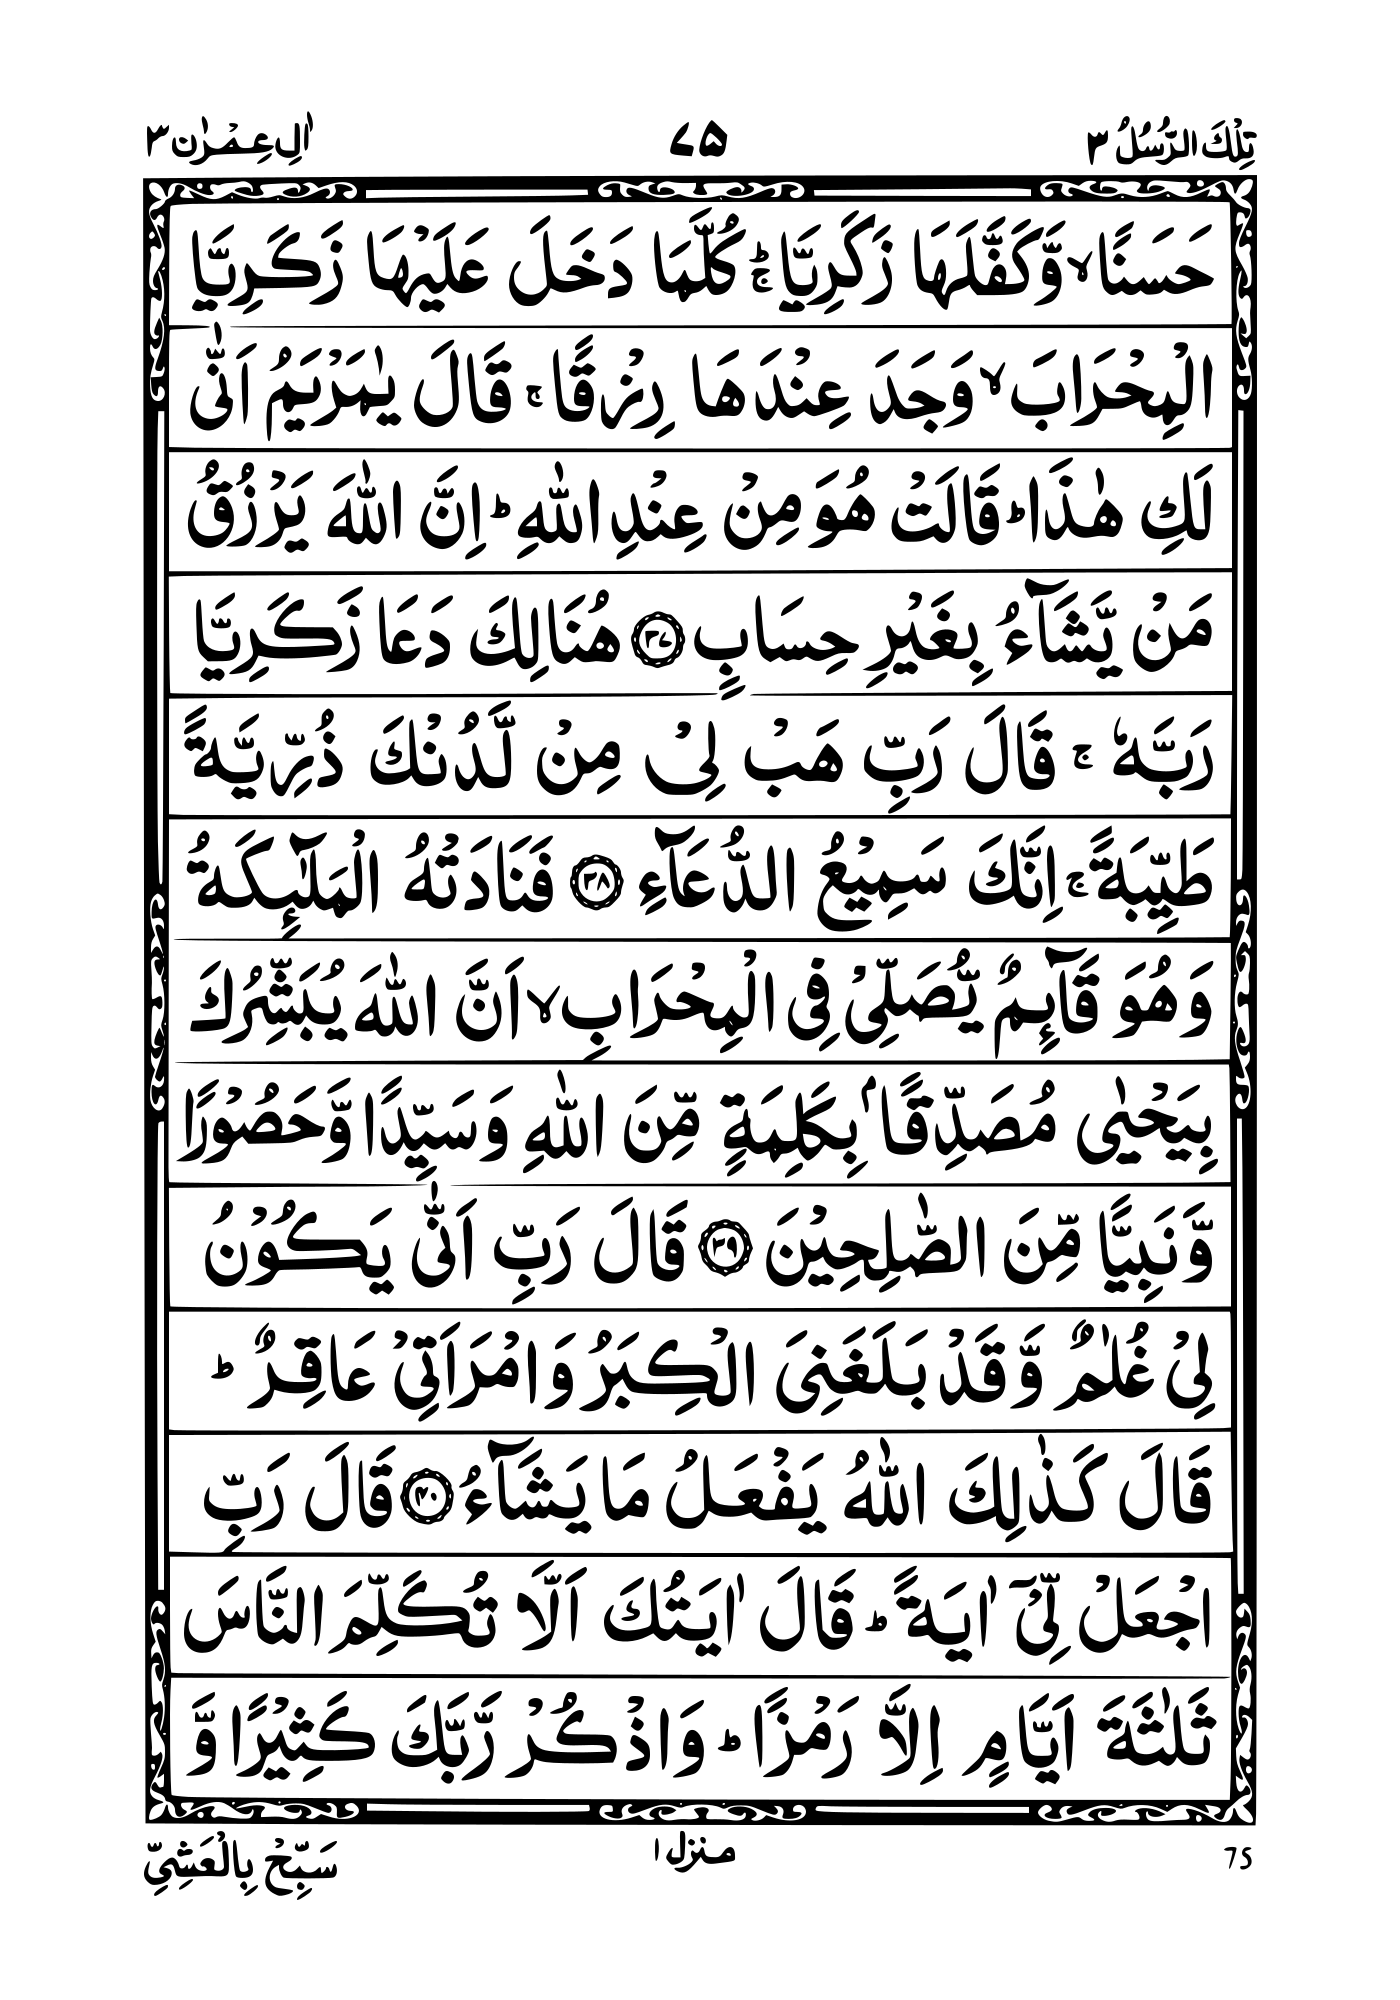 تِلْكَ الرُّسُلُ ٣
٧٥
اٰلِ عِمْرٰن ٣
حَسَنًا ۙ وَّكَفَّلَهَا زَكَرِيَّا ۚؕ كُلَّمَا دَخَلَ عَلَيْهَا زَكَرِيَّا
الْمِحْرَابَ ۙ وَجَدَ عِنْدَهَا رِزْقًا ۚ قَالَ يٰمَرْيَمُ اَنّٰى
لَكِ هٰذَا ؕ قَالَتْ هُوَ مِنْ عِنْدِ اللّٰهِ ؕ اِنَّ اللّٰهَ يَرْزُقُ
مَنْ يَّشَآءُ بِغَيْرِ حِسَابٍ ﴿٣٧﴾ هُنَالِكَ دَعَا زَكَرِيَّا
رَبَّهٗ ۚ قَالَ رَبِّ هَبْ لِىْ مِنْ لَّدُنْكَ ذُرِّيَّةً
طَيِّبَةً ۚ اِنَّكَ سَمِيْعُ الدُّعَآءِ ﴿٣٨﴾ فَنَادَتْهُ الْمَلٰٓئِكَةُ
وَهُوَ قَآئِمٌ يُّصَلِّىْ فِى الْمِحْرَابِ ۙ اَنَّ اللّٰهَ يُبَشِّرُكَ
بِيَحْيٰى مُصَدِّقًاۢ بِكَلِمَةٍ مِّنَ اللّٰهِ وَسَيِّدًا وَّحَصُوْرًا
وَّنَبِيًّا مِّنَ الصّٰلِحِيْنَ ﴿٣٩﴾ قَالَ رَبِّ اَنّٰى يَكُوْنُ
لِىْ غُلٰمٌ وَّقَدْ بَلَغَنِىَ الْكِبَرُ وَامْرَاَتِىْ عَاقِرٌ ؕ
قَالَ كَذٰلِكَ اللّٰهُ يَفْعَلُ مَا يَشَآءُ ﴿٤٠﴾ قَالَ رَبِّ
اجْعَلْ لِّىْٓ اٰيَةً ؕ قَالَ اٰيَتُكَ اَلَّا تُكَلِّمَ النَّاسَ
ثَلٰثَةَ اَيَّامٍ اِلَّا رَمْزًا ؕ وَاذْكُرْ رَّبَّكَ كَثِيْرًا وَّ
75
منزل ١
سَبِّحْ بِالْعَشِىِّ